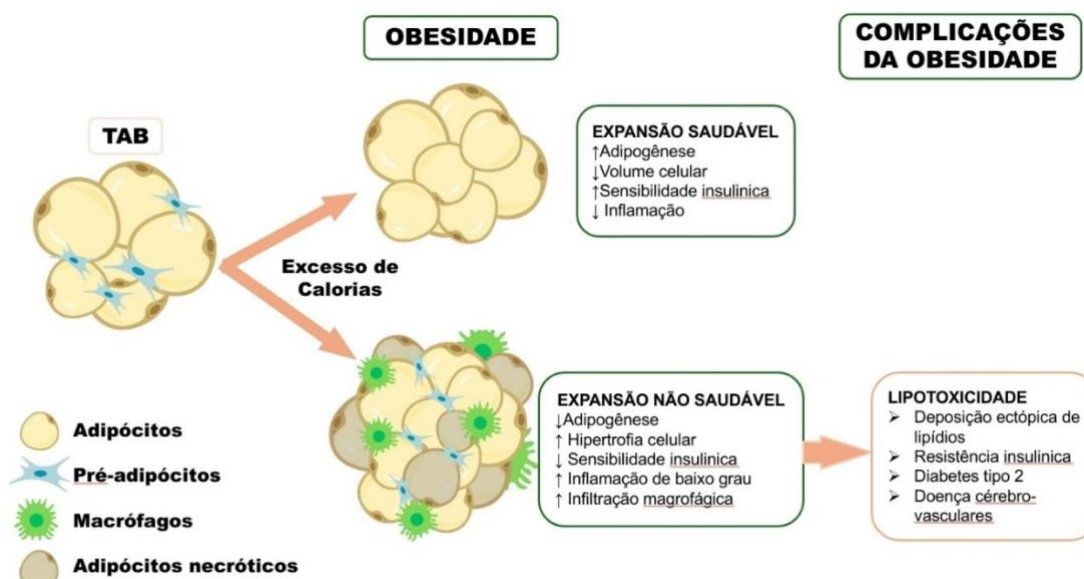 OBESIDADE
COMPLICAÇÕES
DA OBESIDADE
TAB
EXPANSÃO SAUDÁVEL
↑Adipogênese
↓Volume celular
↑Sensibilidade insulinica
↓ Inflamação
Excesso de
Calorias
EXPANSÃO NÃO SAUDÁVEL
↓Adipogênese
↑ Hipertrofia celular
↓ Sensibilidade insulinica
↑ Inflamação de baixo grau
↑ Infiltração magrofágica
LIPOTOXICIDADE
➢ Deposição ectópica de
lipídios
➢ Resistência insulinica
➢ Diabetes tipo 2
➢ Doença cérebro-
vasculares
Adipócitos
Pré-adipócitos
Macrófagos
Adipócitos necróticos